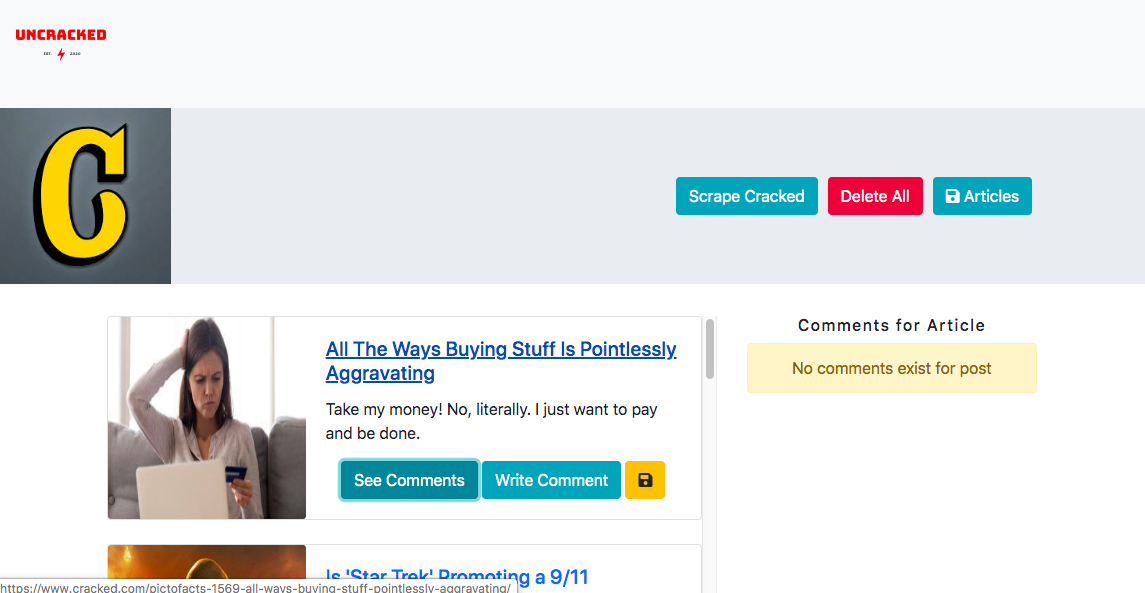 UNCRACKED
EST. 2020
C
Scrape Cracked
Delete All
Articles
All The Ways Buying Stuff Is Pointlessly
Aggravating
Take my money! No, literally. I just want to pay
and be done.
See Comments
Write Comment
Comments for Article
No comments exist for post
Is 'Star Trek' Promoting a 9/11
https://www.cracked.com/pictofacts-1569-all-ways-buying-stuff-pointlessly-aggravating/